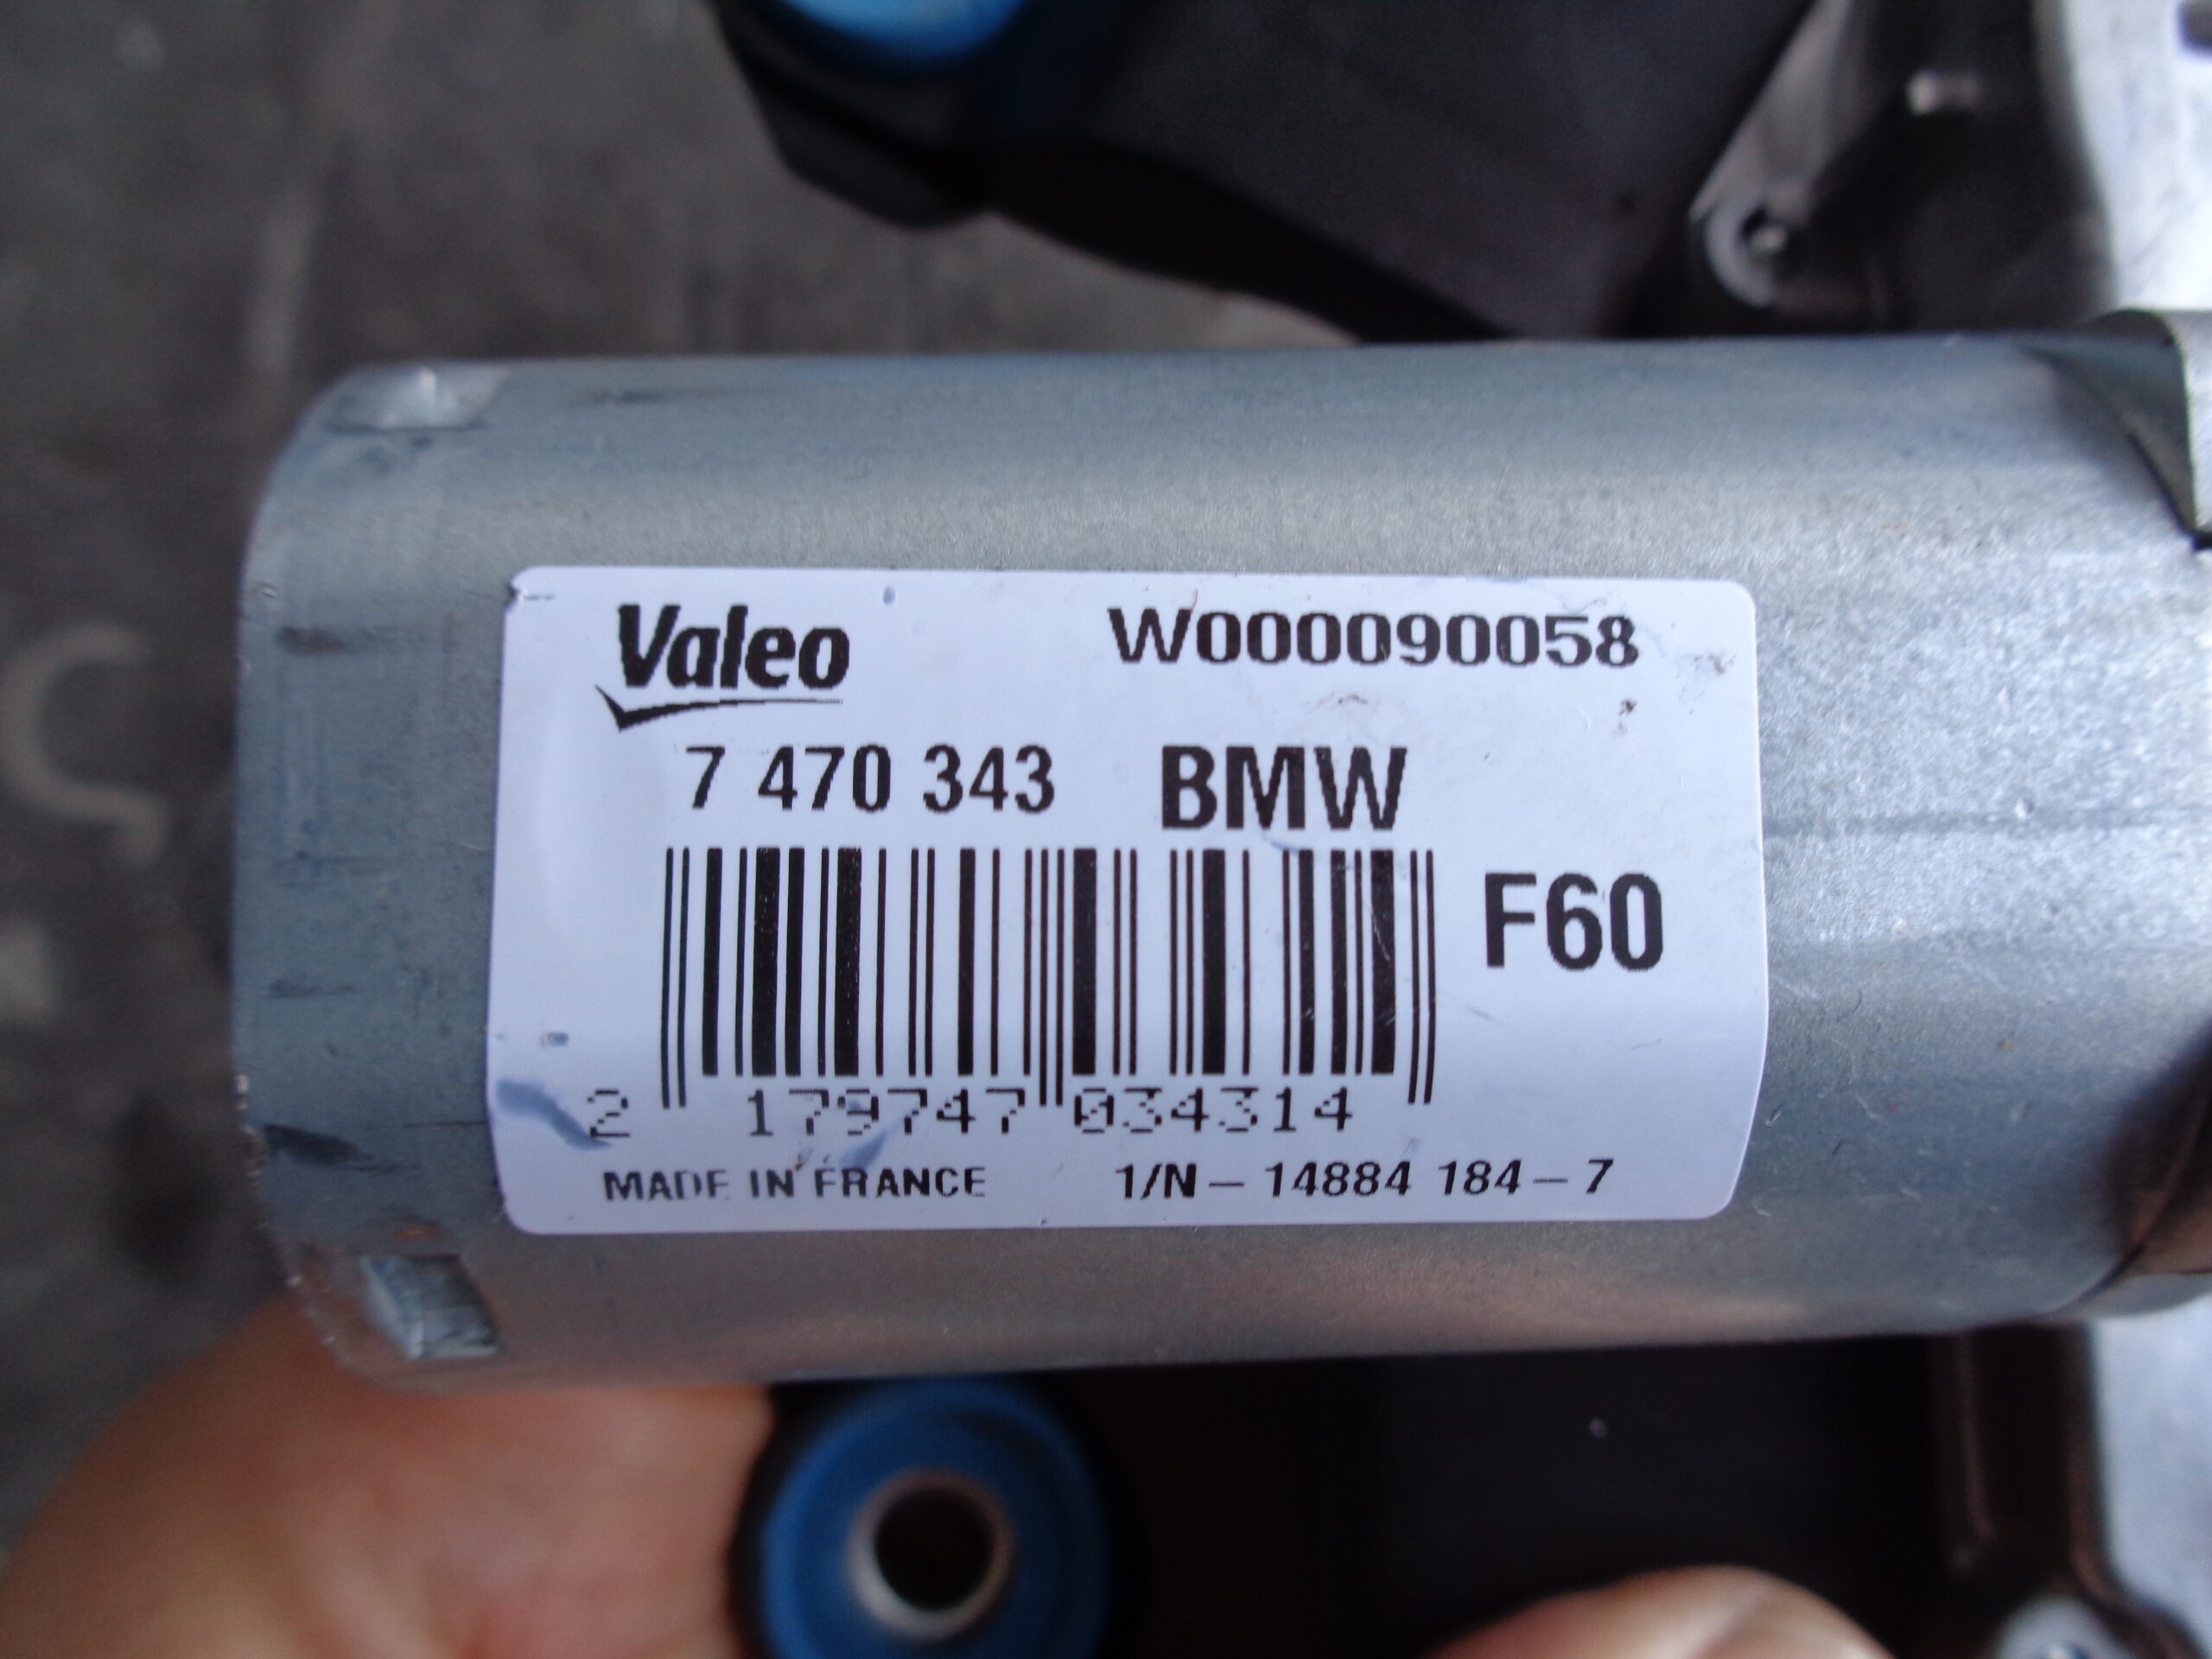 Valeo W000090058
7 470 343 BMW
F60
2 179747 034314
MADE IN FRANCE 1/N – 14884 184 – 7